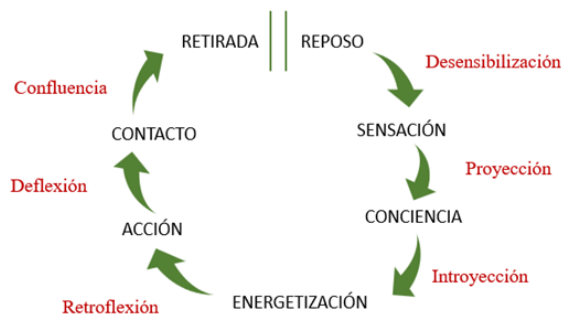 RETIRADA
REPOSO
Desensibilización
SENSACIÓN
Proyección
CONCIENCIA
Introyección
ENERGETIZACIÓN
Retroflexión
ACCIÓN
Deflexión
CONTACTO
Confluencia